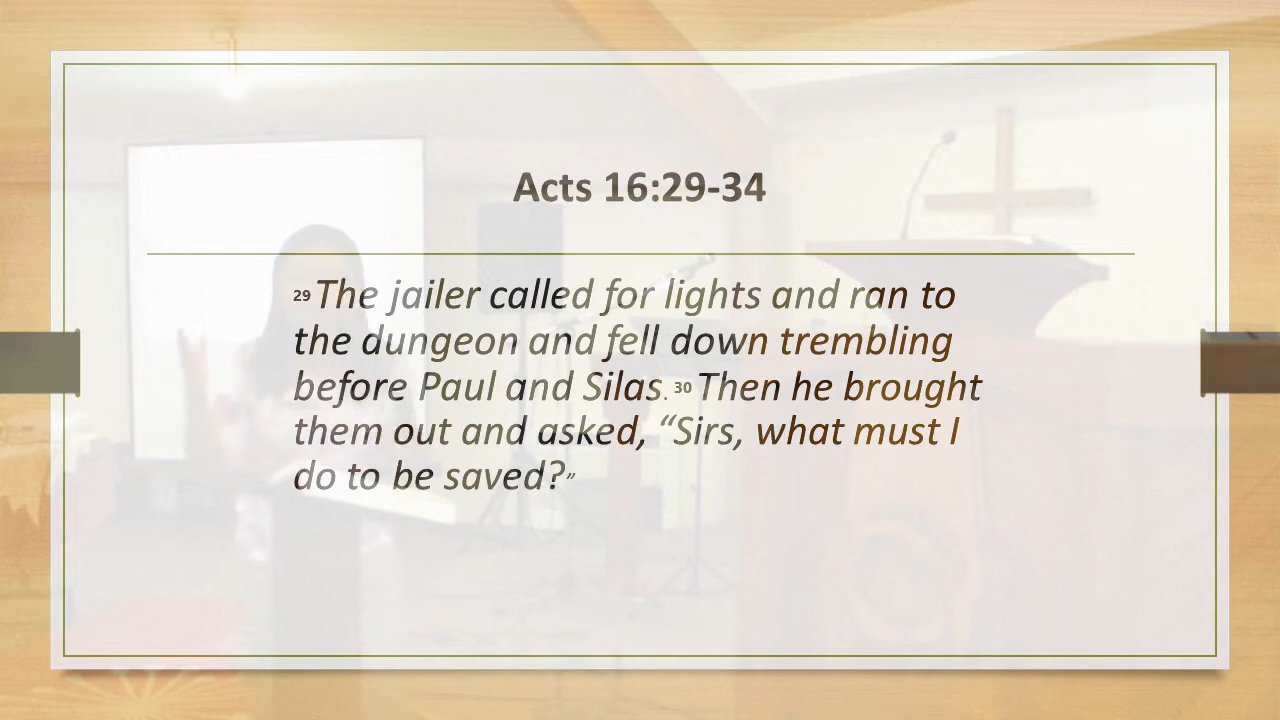 Acts 16:29-34
29 The jailer called for lights and ran to
the dungeon and fell down trembling
before Paul and Silas. 30 Then he brought
them out and asked, “Sirs, what must I
do to be saved?”